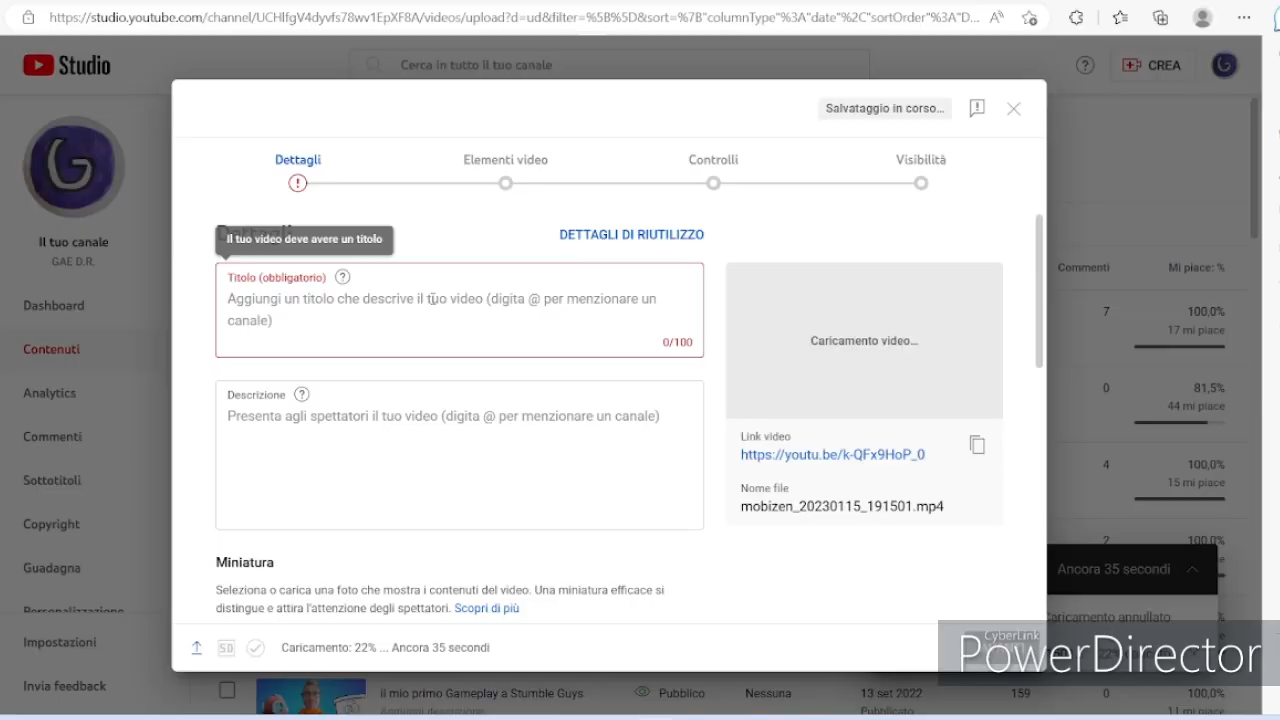 https://studio.youtube.com/channel/UCHlfgV4dyvfs78wv1EpXF8A/videos/upload?d=ud&filter=%5B%5D&sort=%7B"columnType"%3A"date"%2C"sortOrder"%3A"D...
Studio
Cerca in tutto il tuo canale
CREA
Salvataggio in corso...
Dettagli
Elementi video
Controlli
Visibilità
Il tuo canale
GAE D.R.
Dashboard
Contenuti
Analytics
Commenti
Sottotitoli
Copyright
Guadagna
Personalizzazione
Impostazioni
Invia feedback
Il tuo video deve avere un titolo
DETTAGLI DI RIUTILIZZO
Titolo (obbligatorio)
Aggiungi un titolo che descrive il tuo video (digita @ per menzionare un
canale)
0/100
Descrizione
Presenta agli spettatori il tuo video (digita @ per menzionare un canale)
Miniatura
Seleziona o carica una foto che mostra i contenuti del video. Una miniatura efficace si
distingue e attira l'attenzione degli spettatori. Scopri di più
Caricamento video...
Link video
https://youtu.be/k-QFx9HoP_0
Nome file
mobizen_20230115_191501.mp4
SD
Caricamento: 22% ... Ancora 35 secondi
Commenti
Mi piace: %
7
100,0%
17 mi piace
0
81,5%
44 mi piace
4
100,0%
15 mi piace
2
100,0%
Ancora 35 secondi
Caricamento annullato
il mio primo Gameplay a Stumble Guys
Aggiungi descrizione
Pubblico
Nessuna
13 set 2022
Pubblicato
159
0
100,0%
11 mi piace
CyberLink
PowerDirector